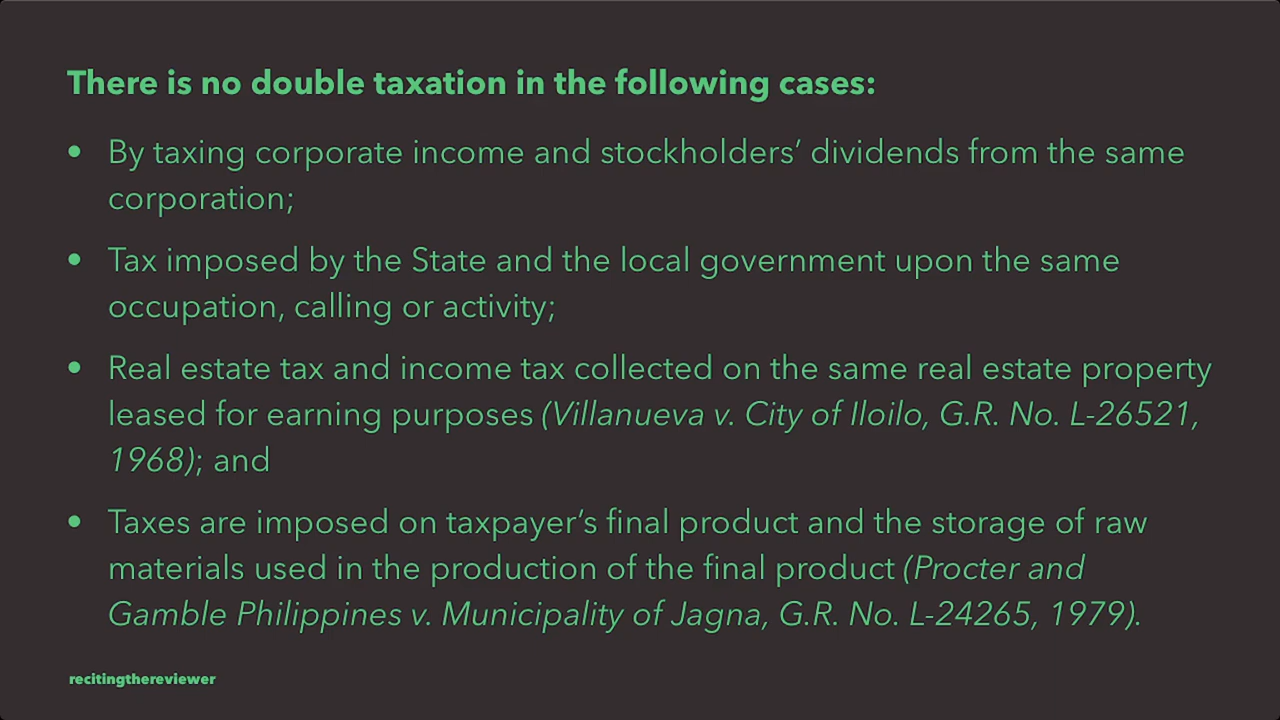 There is no double taxation in the following cases:
• By taxing corporate income and stockholders’ dividends from the same
corporation;
• Tax imposed by the State and the local government upon the same
occupation, calling or activity;
• Real estate tax and income tax collected on the same real estate property
leased for earning purposes (Villanueva v. City of Iloilo, G.R. No. L-26521,
1968); and
• Taxes are imposed on taxpayer’s final product and the storage of raw
materials used in the production of the final product (Procter and
Gamble Philippines v. Municipality of Jagna, G.R. No. L-24265, 1979).
recitingthereviewer